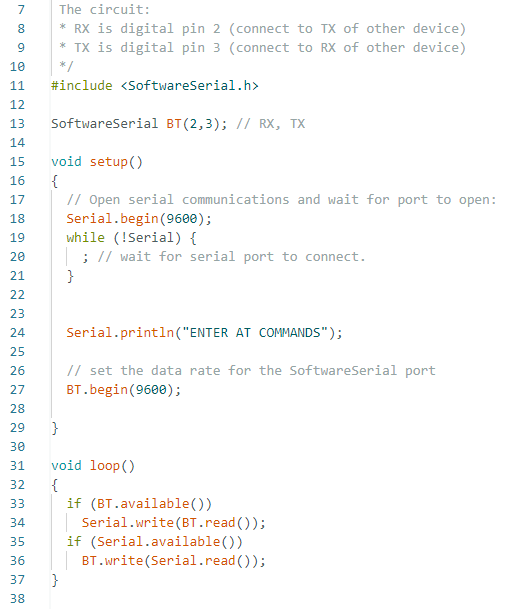 7 The circuit:
8 * RX is digital pin 2 (connect to TX of other device)
9 * TX is digital pin 3 (connect to RX of other device)
10 */
11 #include <SoftwareSerial.h>
12
13 SoftwareSerial BT(2,3); // RX, TX
14
15 void setup()
16 {
17 // Open serial communications and wait for port to open:
18 Serial.begin(9600);
19 while (!Serial) {
20 ; // wait for serial port to connect.
21 }
22
23
24 Serial.println("ENTER AT COMMANDS");
25
26 // set the data rate for the SoftwareSerial port
27 BT.begin(9600);
28
29 }
30
31 void loop()
32 {
33 if (BT.available())
34 Serial.write(BT.read());
35 if (Serial.available())
36 BT.write(Serial.read());
37 }
38